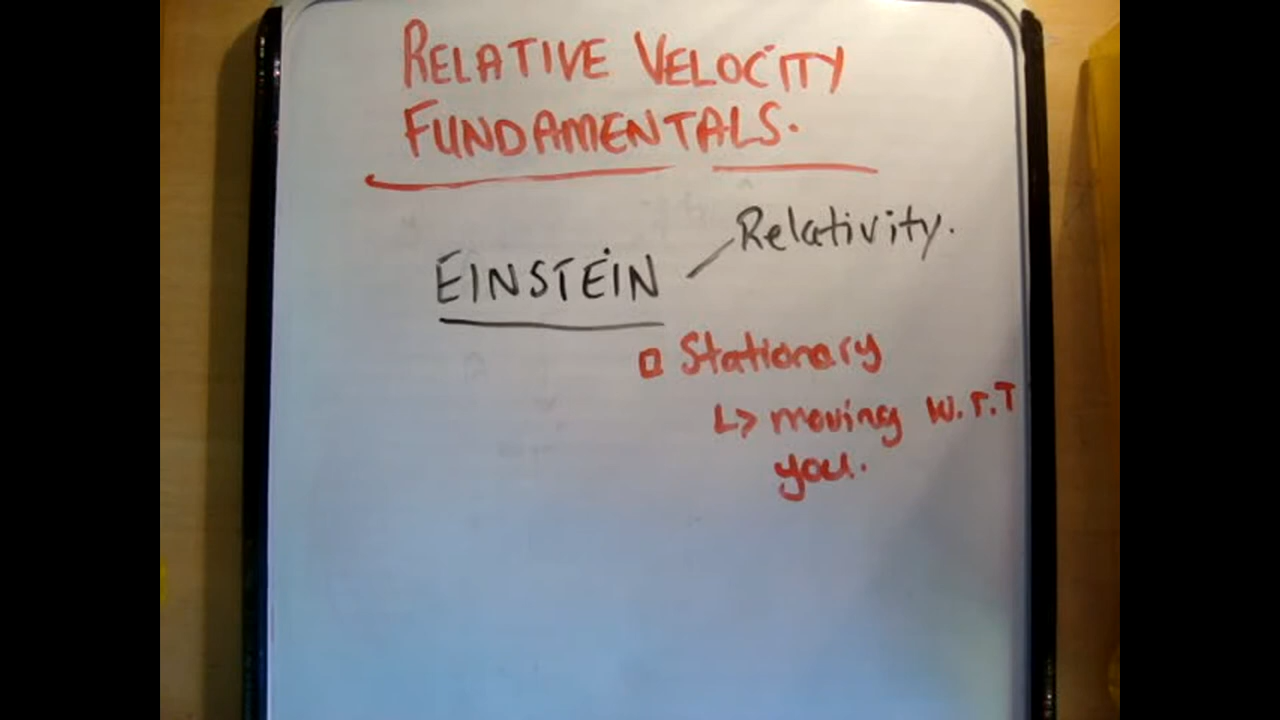 RELATIVE VELOCITY
FUNDAMENTALS.
EINSTEIN
Relativity.
Stationary
↳ moving W.r.T
you.